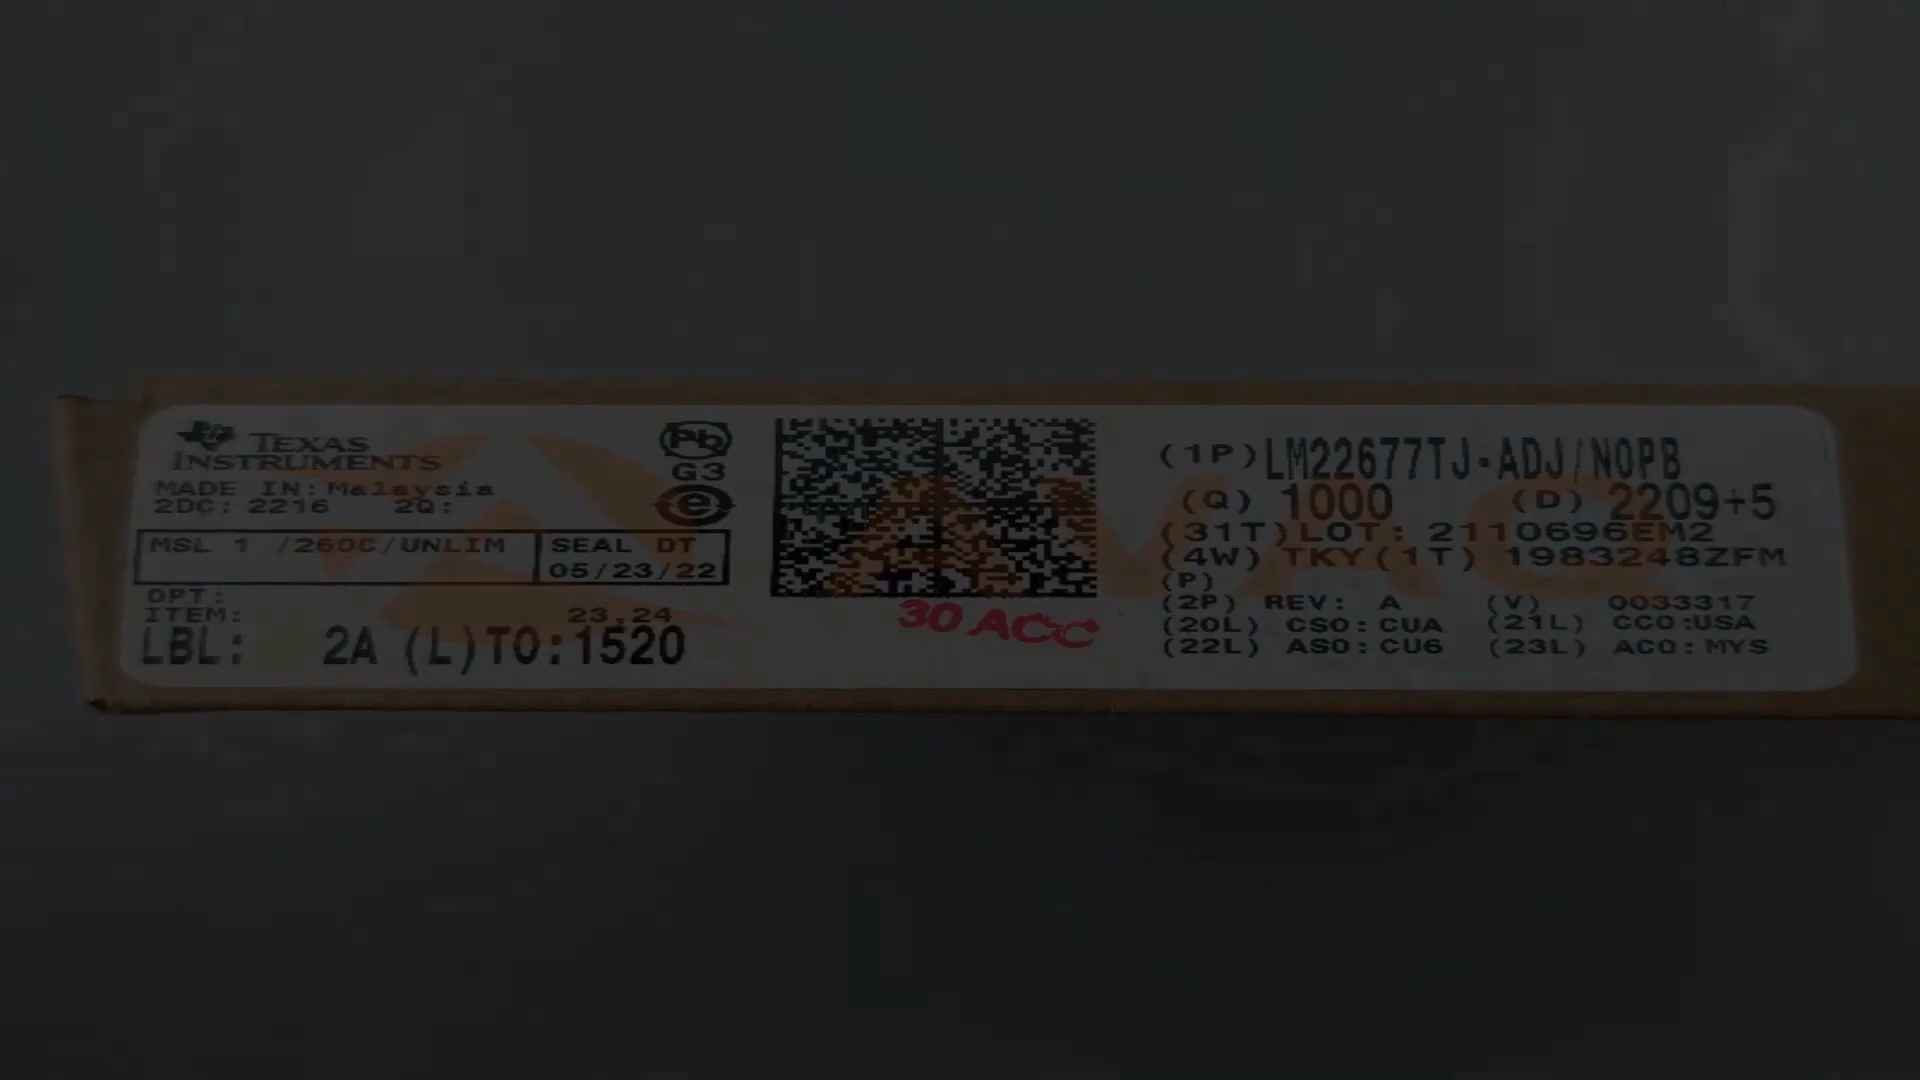 TEXAS
INSTRUMENTS
MADE IN: Malaysia
2DC: 2216 2Q:
Pb
G3
e
MSL 1 /260C/UNLIM
SEAL DT
05/23/22
OPT:
ITEM:
23,24
LBL: 2A (L)TO:1520
30 ACC
(1P) LM22677TJ-ADJ/NOPB
(Q) 1000 (D) 2209+5
(31T) LOT: 2110696EM2
(4W) TKY (1T) 1983248ZFM
(P)
(2P) REV: A (V) 0033317
(20L) CSO: CUA (21L) CCO:USA
(22L) ASO: CU6 (23L) ACO: MYS
AVAQ